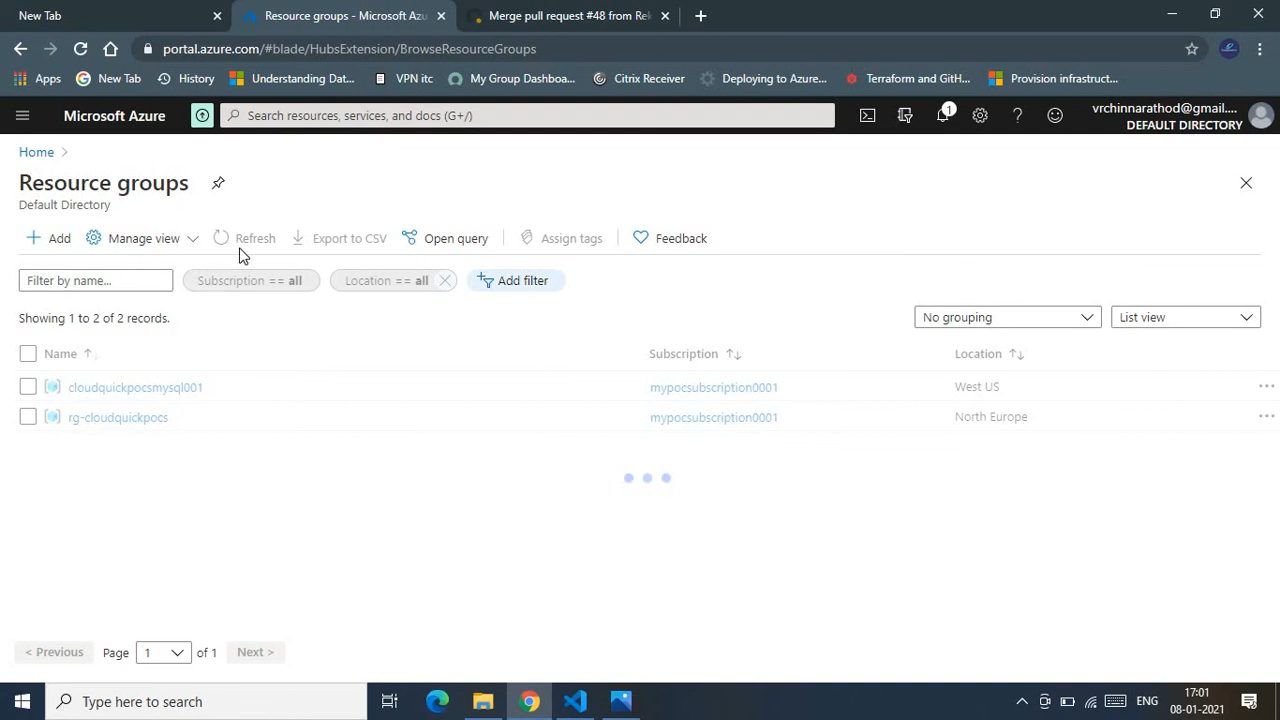 New Tab
Resource groups - Microsoft Azu
Merge pull request #48 from Rek
portal.azure.com/#blade/HubsExtension/BrowseResourceGroups
Apps
New Tab
History
Understanding Dat...
VPN itc
My Group Dashboa...
Citrix Receiver
Deploying to Azure...
Terraform and GitH...
Provision infrastruct...
Microsoft Azure
Search resources, services, and docs (G+/)
1
vrchinnarathod@gmail....
DEFAULT DIRECTORY
Home >
Resource groups
Default Directory
+ Add
Manage view
Refresh
Export to CSV
Open query
Assign tags
Feedback
Filter by name...
Subscription == all
Location == all
Add filter
Showing 1 to 2 of 2 records.
No grouping
List view
Name
Subscription
Location
cloudquickpocsmysql001
mypocsubscription0001
West US
rg-cloudquickpocs
mypocsubscription0001
North Europe
< Previous
Page
1
of 1
Next >
Type here to search
ENG
17:01
08-01-2021